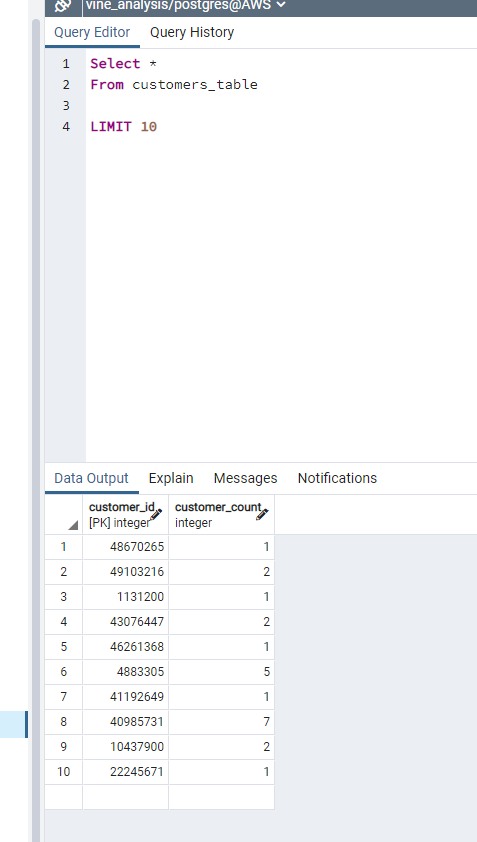 vine_analysis/postgres@AWS
Query Editor Query History
1 Select *
2 From customers_table
3
4 LIMIT 10
Data Output Explain Messages Notifications
customer_id customer_count
[PK] integer integer
1 48670265 1
2 49103216 2
3 1131200 1
4 43076447 2
5 46261368 1
6 4883305 5
7 41192649 1
8 40985731 7
9 10437900 2
10 22245671 1